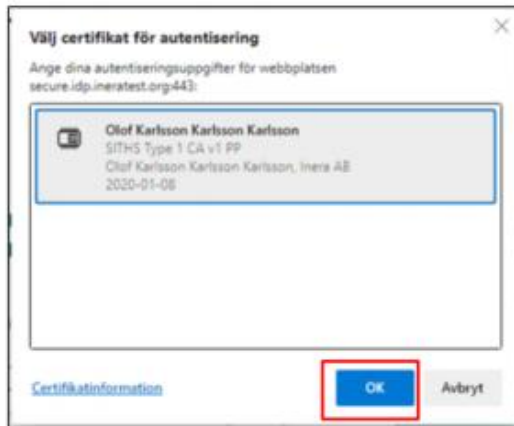 Välj certifikat för autentisering
Ange dina autentiseringsuppgifter för webbplatsen
secure.idp.ineratest.org:443:
Olof Karlsson Karlsson Karlsson
SITHS Type 1 CA v1 PP
Olof Karlsson Karlsson Karlsson, Inera AB
2020-01-08
Certifikatinformation
OK
Avbryt